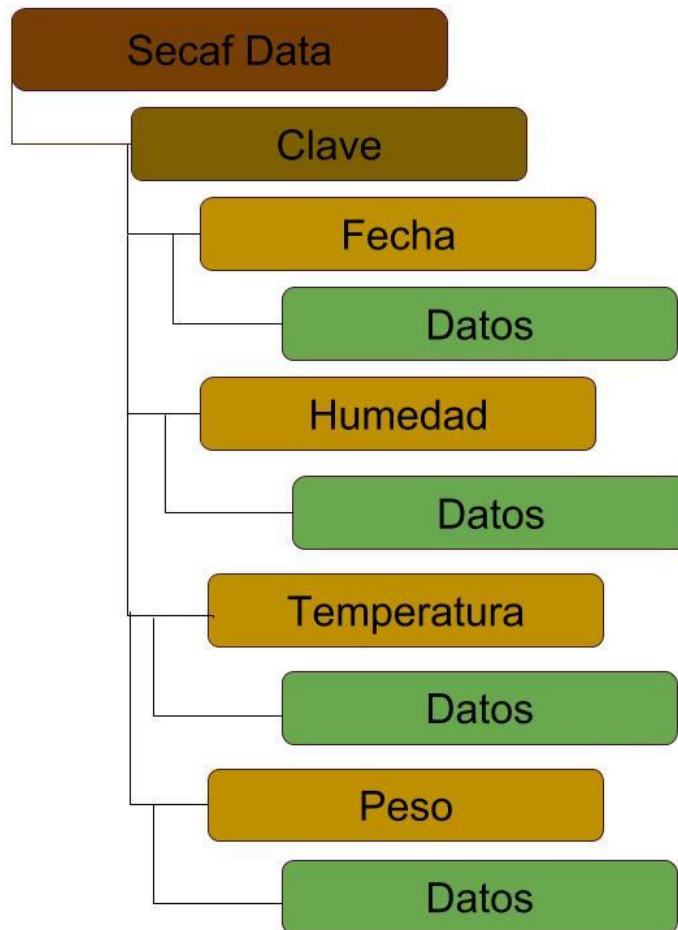 Secaf Data
Clave
Fecha
Datos
Humedad
Datos
Temperatura
Datos
Peso
Datos